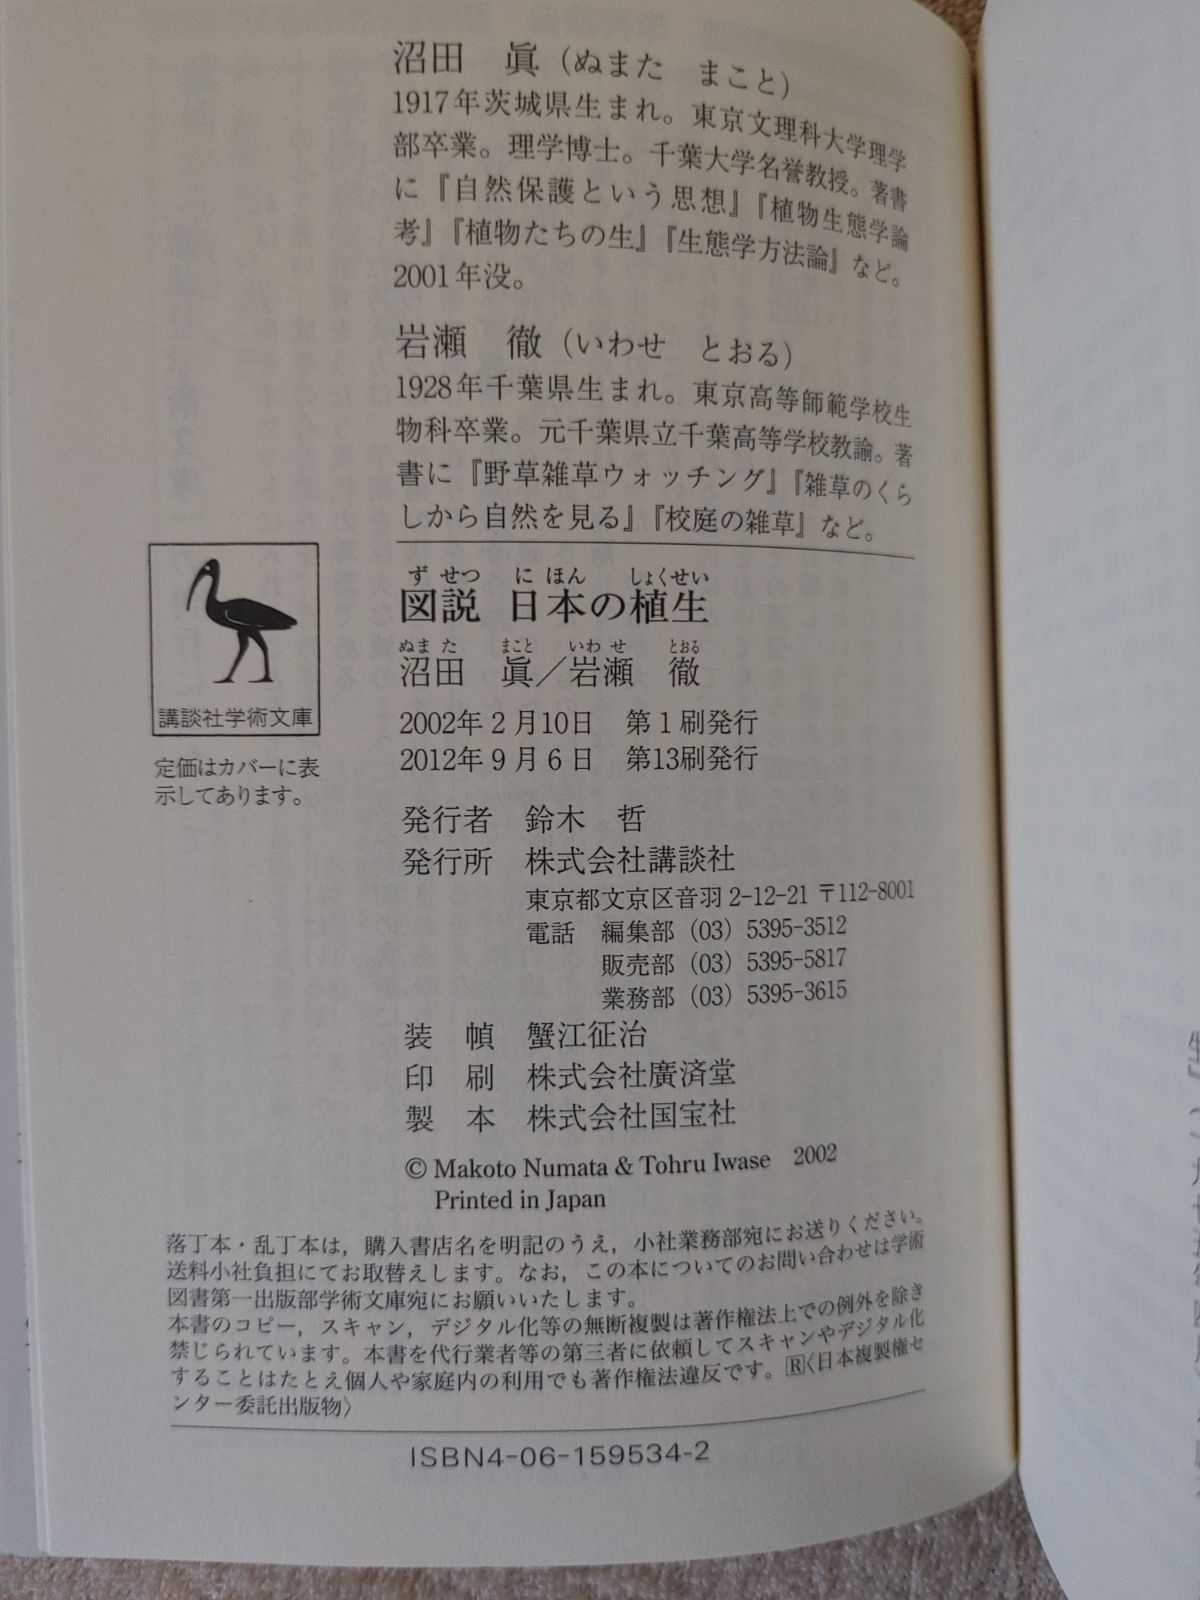 沼田　眞（ぬまた　まこと）
1917年茨城県生まれ。東京文理科大学理学
部卒業。理学博士。千葉大学名誉教授。著書
に『自然保護という思想』『植物生態学論
考』『植物たちの生』『生態学方法論』など。
2001年没。
岩瀬　徹（いわせ　とおる）
1928年千葉県生まれ。東京高等師範学校生
物科卒業。元千葉県立千葉高等学校教諭。著
書に『野草雑草ウォッチング』『雑草のくら
しから自然を見る』『校庭の雑草』など。
講談社学術文庫
定価はカバーに表
示してあります。
ず せつ　に ほん　しょくせい
図説 日本の植生
ぬま た　まこと　いわ せ　とおる
沼田　眞／岩瀬　徹
2002年2月10日　第1刷発行
2012年9月6日　第13刷発行
発行者　鈴木　哲
発行所　株式会社講談社
東京都文京区音羽 2-12-21 〒112-8001
電話　編集部（03）5395-3512
販売部（03）5395-5817
業務部（03）5395-3615
装　幀　蟹江征治
印　刷　株式会社廣済堂
製　本　株式会社国宝社
© Makoto Numata & Tohru Iwase　2002
Printed in Japan
落丁本・乱丁本は，購入書店名を明記のうえ，小社業務部宛にお送りください。
送料小社負担にてお取替えします。なお，この本についてのお問い合わせは学術
図書第一出版部学術文庫宛にお願いいたします。
本書のコピー，スキャン，デジタル化等の無断複製は著作権法上での例外を除き
禁じられています。本書を代行業者等の第三者に依頼してスキャンやデジタル化
することはたとえ個人や家庭内の利用でも著作権法違反です。Ⓡ〈日本複製権セ
ンター委託出版物〉
ISBN4-06-159534-2